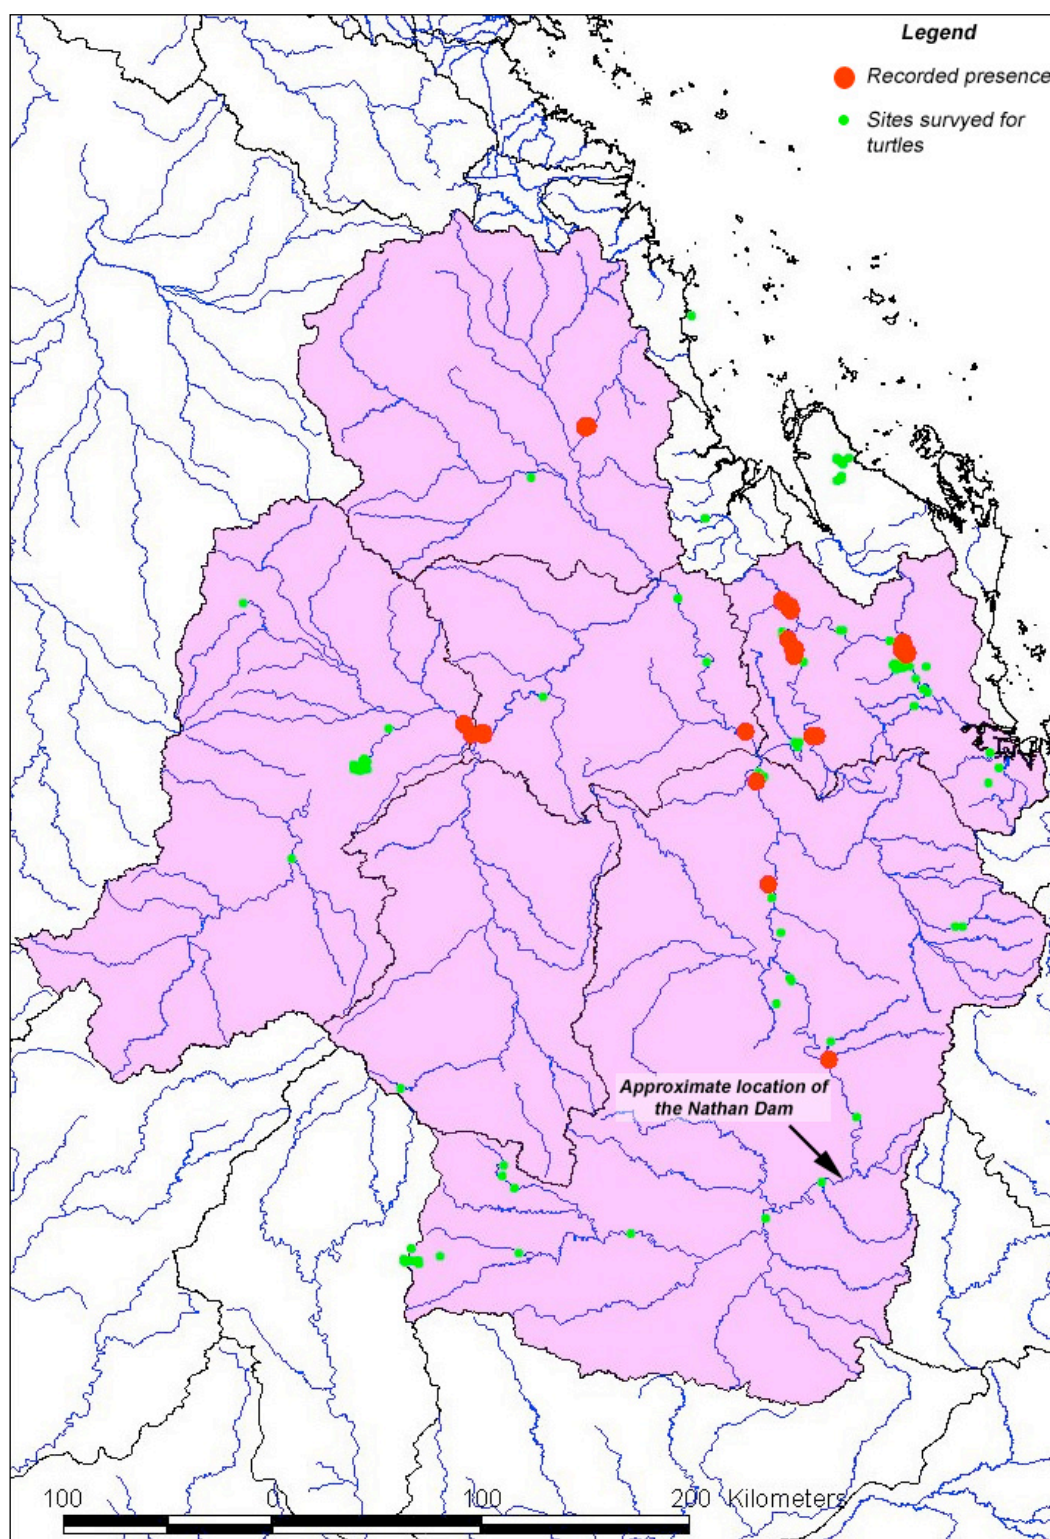 Legend
Recorded presence
Sites survyed for
turtles
Approximate location of
the Nathan Dam
100 0 100 200 Kilometers